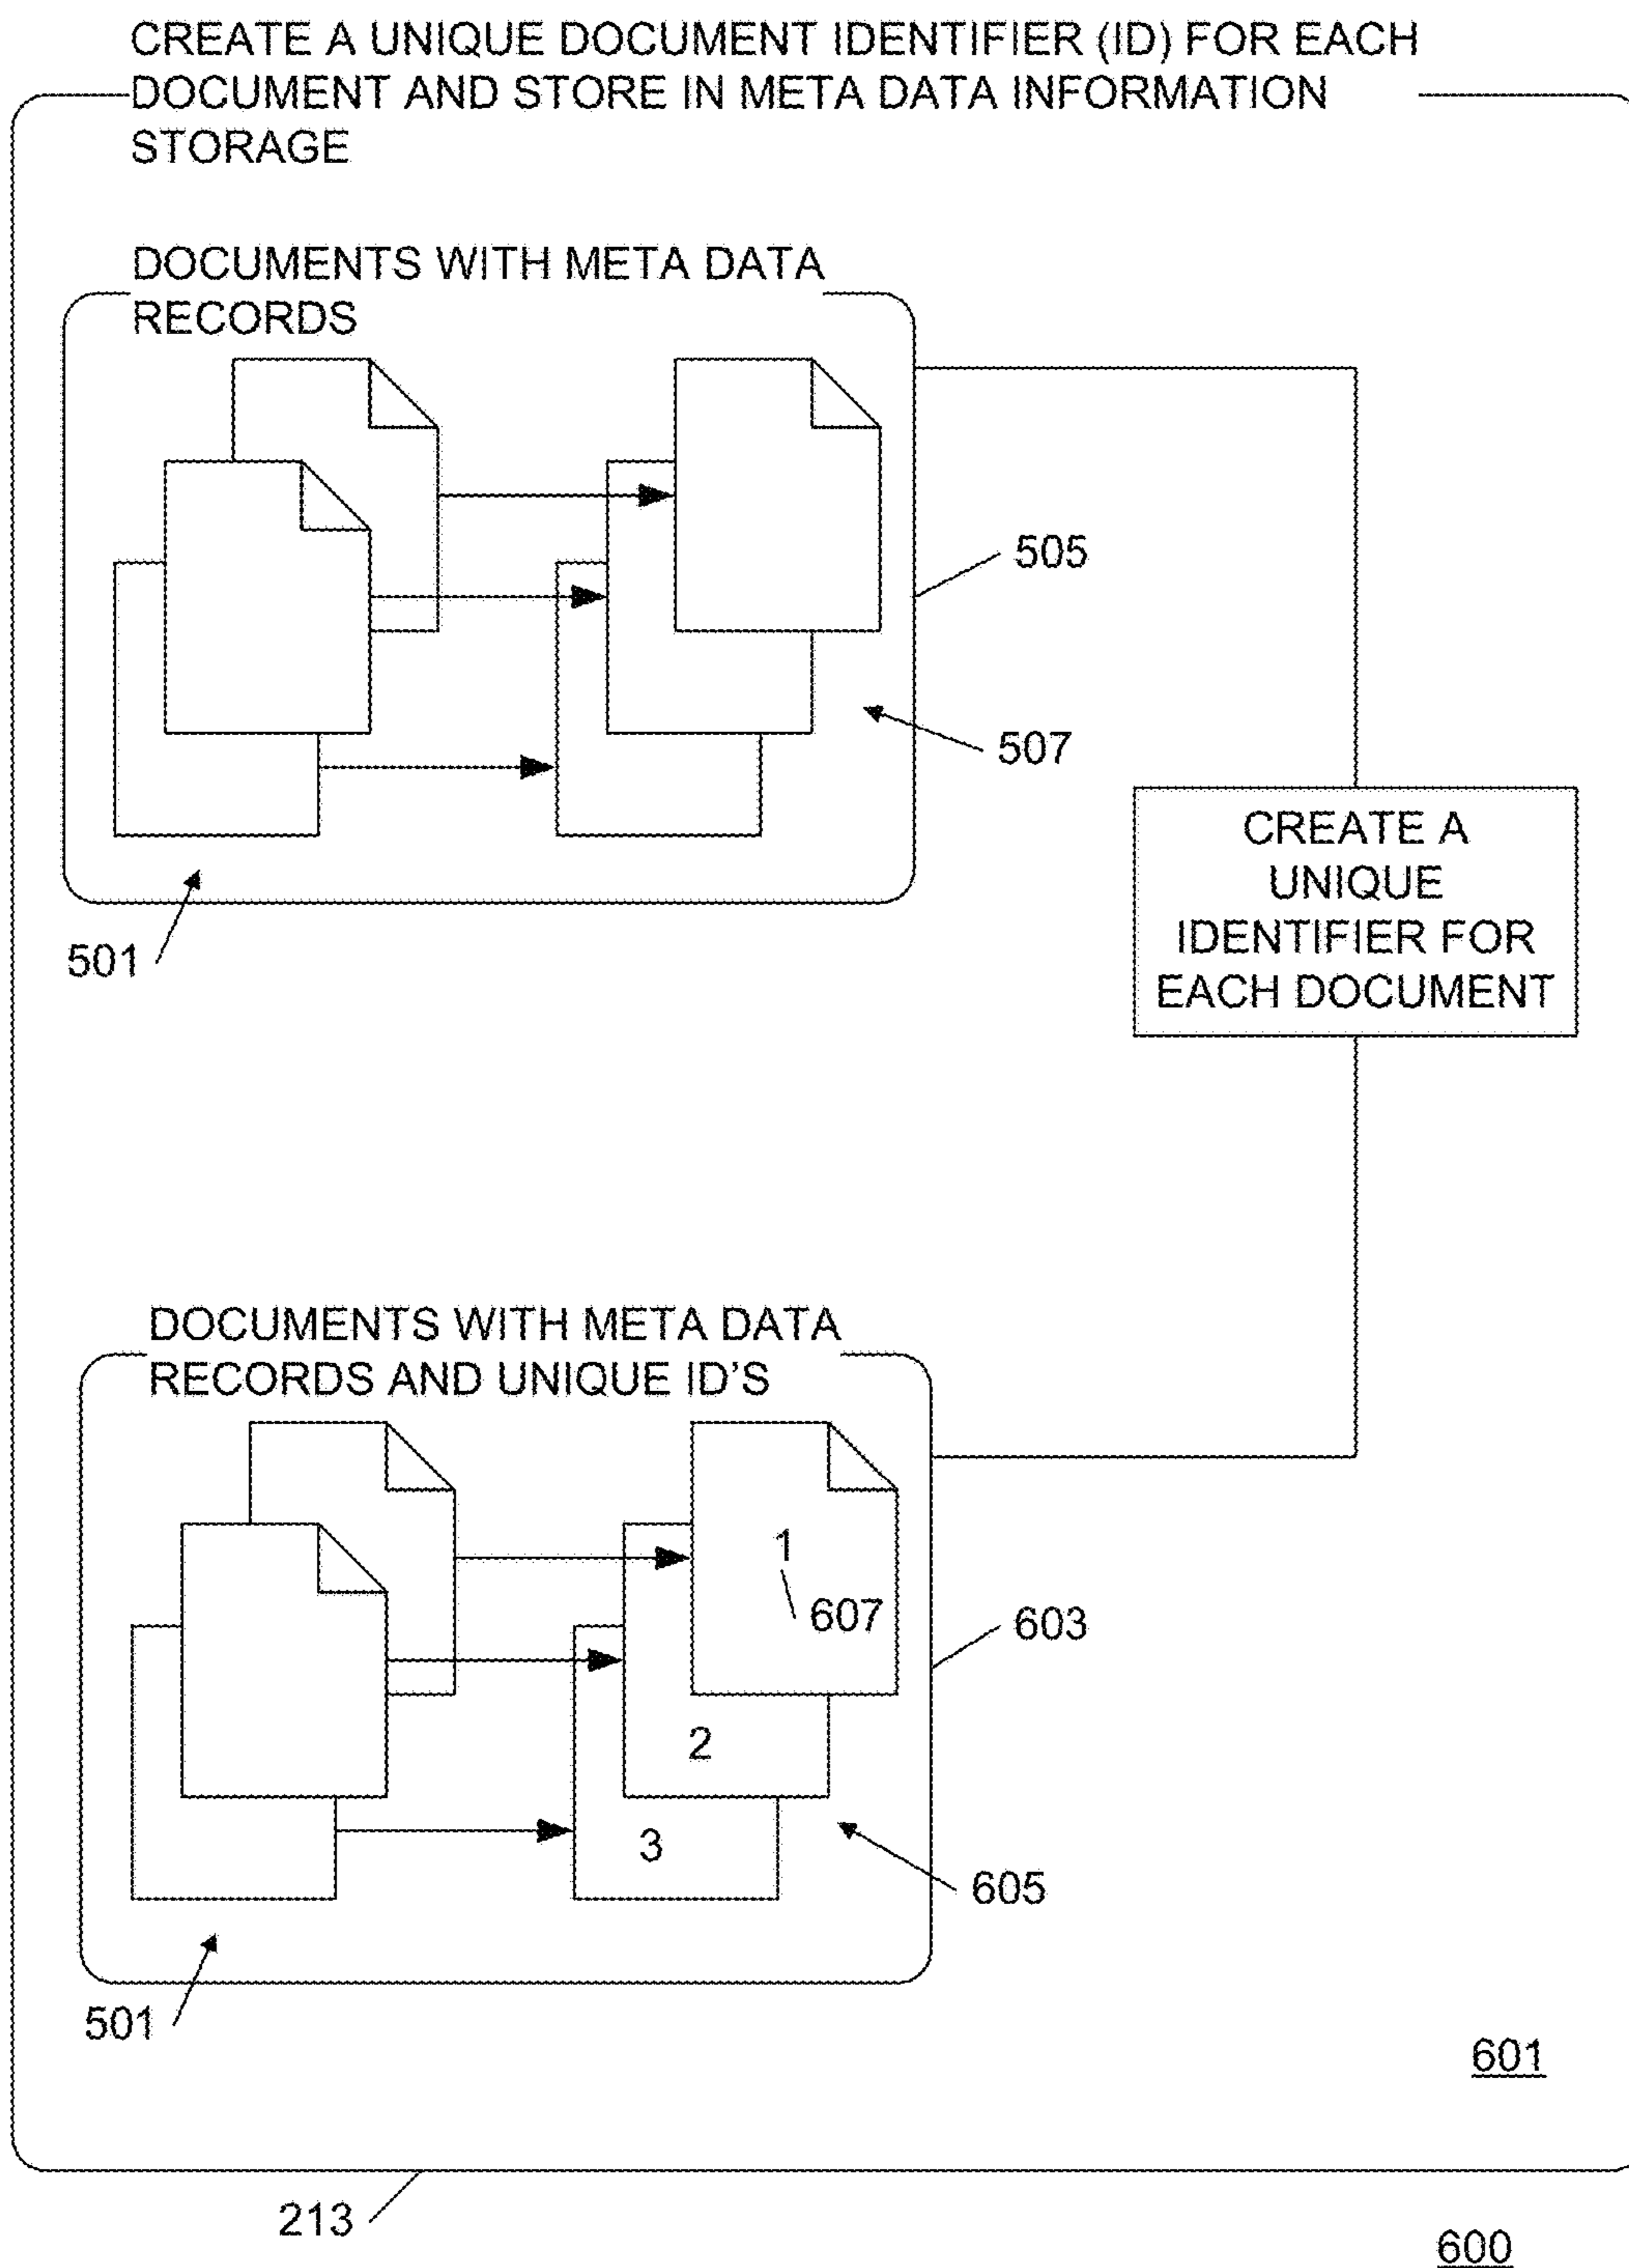 CREATE A UNIQUE DOCUMENT IDENTIFIER (ID) FOR EACH
DOCUMENT AND STORE IN META DATA INFORMATION
STORAGE
DOCUMENTS WITH META DATA
RECORDS
505
507
501
CREATE A
UNIQUE
IDENTIFIER FOR
EACH DOCUMENT
DOCUMENTS WITH META DATA
RECORDS AND UNIQUE ID'S
1
607
603
2
3
605
501
601
213
600